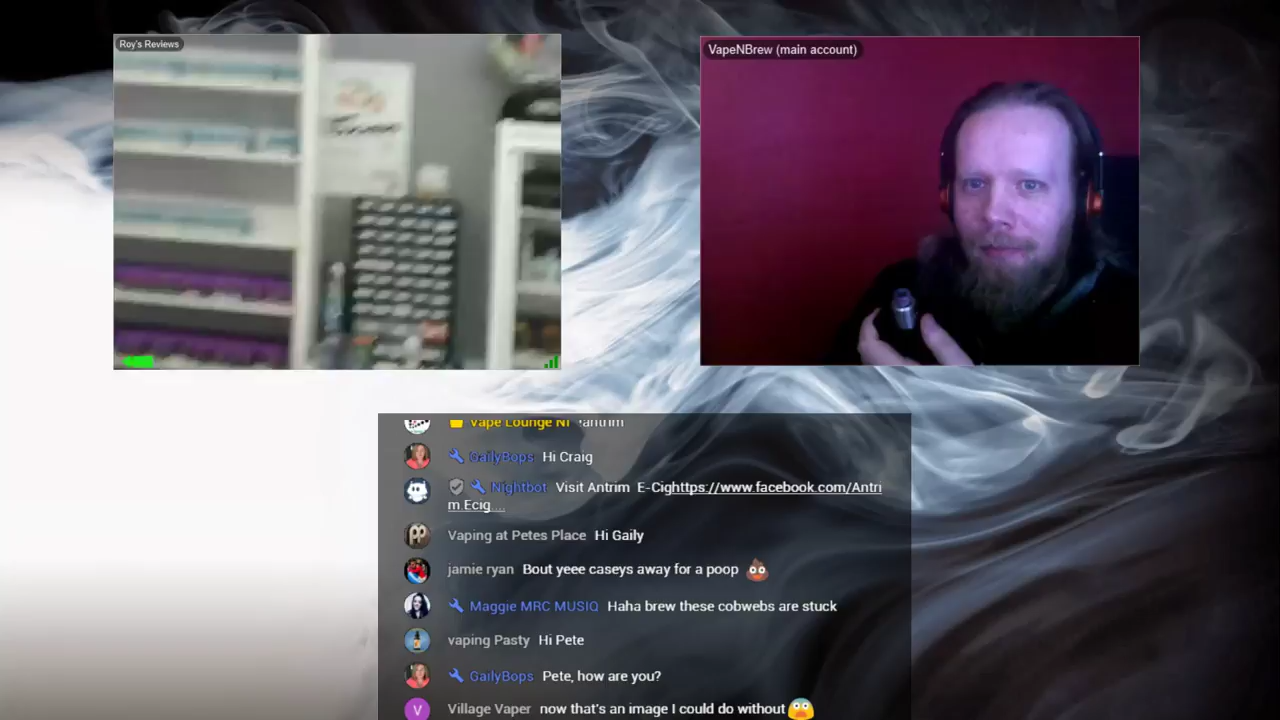 Roy's Reviews
VapeNBrew (main account)
Vape Lounge NI !antrim
GailyBops Hi Craig
Nightbot Visit Antrim E-Cighttps://www.facebook.com/Antri
m.Ecig....
Vaping at Petes Place Hi Gaily
jamie ryan Bout yeee caseys away for a poop 💩
Maggie MRC MUSIQ Haha brew these cobwebs are stuck
vaping Pasty Hi Pete
GailyBops Pete, how are you?
V Village Vaper now that's an image I could do without 😨